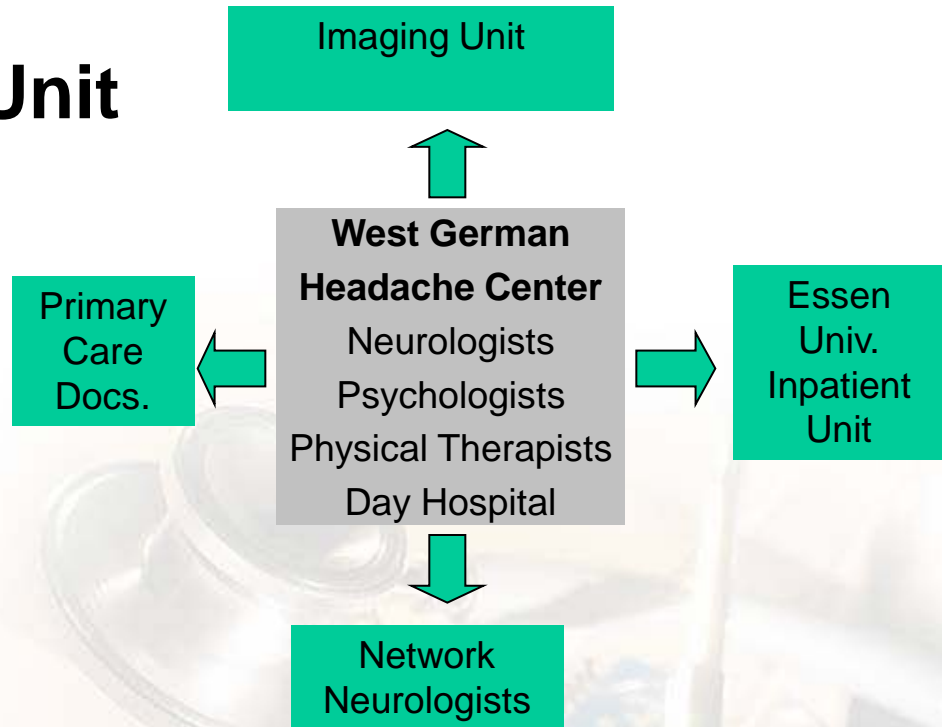 Unit
Imaging Unit
West German
Headache Center
Neurologists
Psychologists
Physical Therapists
Day Hospital
Primary
Care
Docs.
Essen
Univ.
Inpatient
Unit
Network
Neurologists